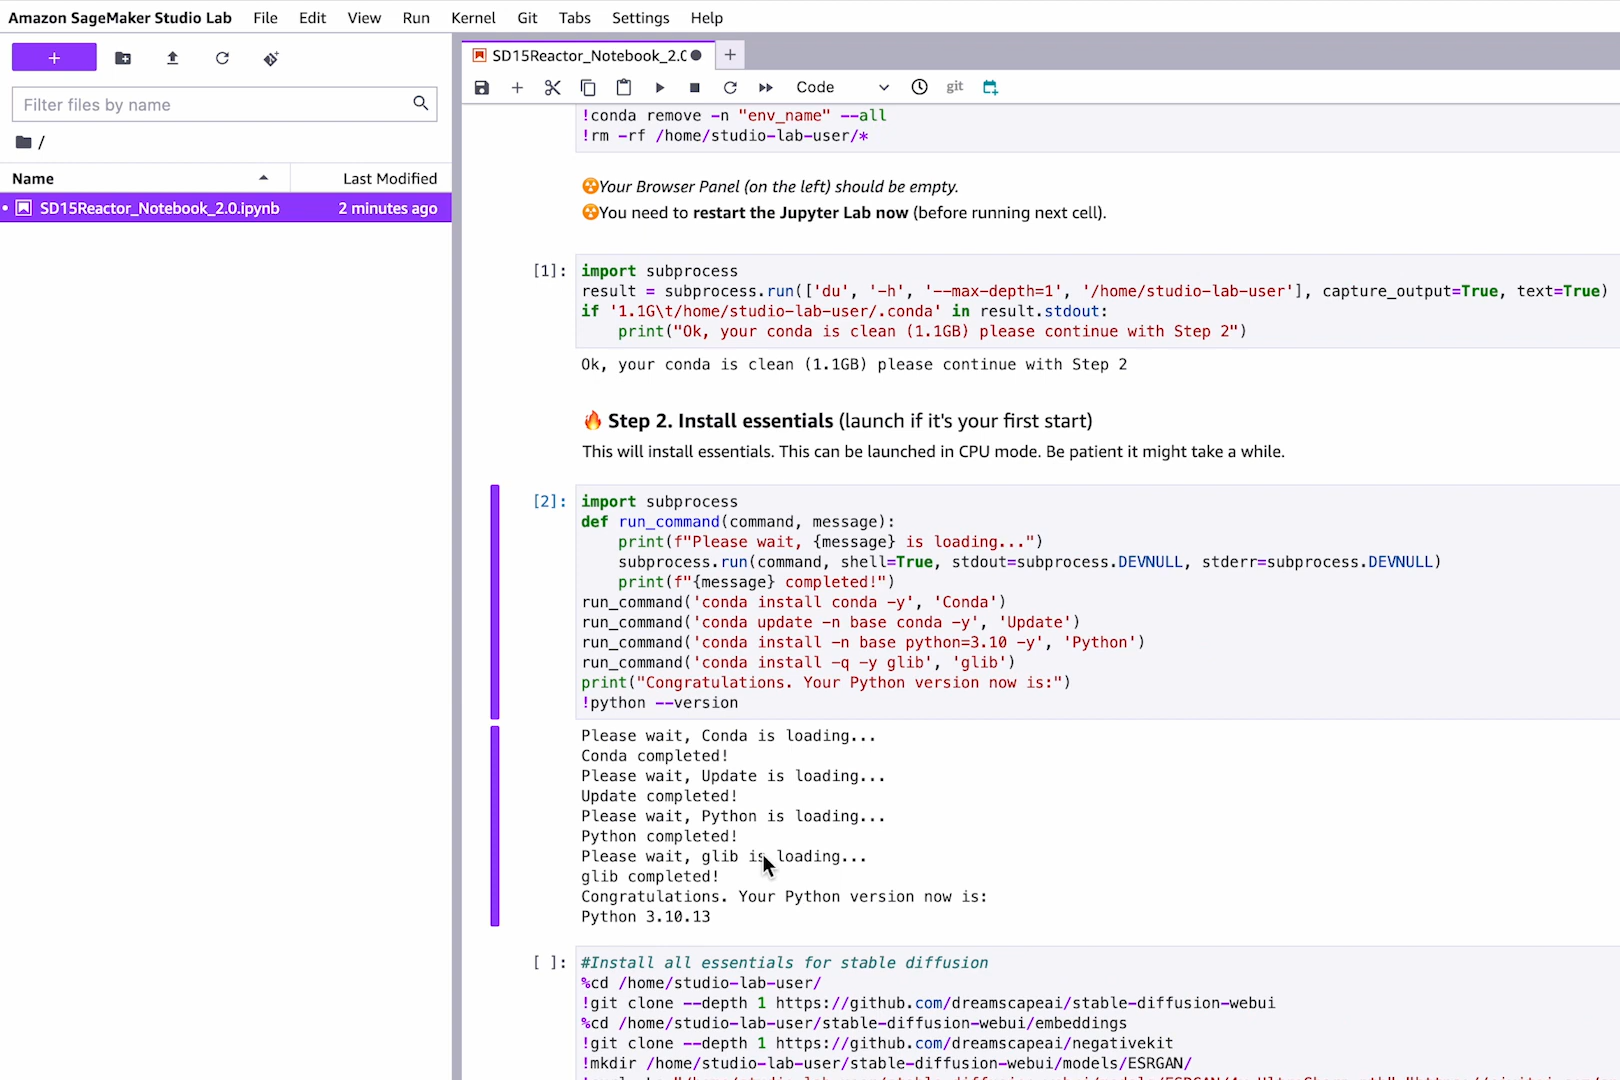 Amazon SageMaker Studio Lab File Edit View Run Kernel Git Tabs Settings Help
SD15Reactor_Notebook_2.0
Filter files by name
Code git
/
Name Last Modified
SD15Reactor_Notebook_2.0.ipynb 2 minutes ago
!conda remove -n "env_name" --all
!rm -rf /home/studio-lab-user/*
Your Browser Panel (on the left) should be empty.
You need to restart the Jupyter Lab now (before running next cell).
[1]: import subprocess
result = subprocess.run(['du', '-h', '--max-depth=1', '/home/studio-lab-user'], capture_output=True, text=True)
if '1.1G\t/home/studio-lab-user/.conda' in result.stdout:
print("Ok, your conda is clean (1.1GB) please continue with Step 2")
Ok, your conda is clean (1.1GB) please continue with Step 2
Step 2. Install essentials (launch if it's your first start)
This will install essentials. This can be launched in CPU mode. Be patient it might take a while.
[2]: import subprocess
def run_command(command, message):
print(f"Please wait, {message} is loading...")
subprocess.run(command, shell=True, stdout=subprocess.DEVNULL, stderr=subprocess.DEVNULL)
print(f"{message} completed!")
run_command('conda install conda -y', 'Conda')
run_command('conda update -n base conda -y', 'Update')
run_command('conda install -n base python=3.10 -y', 'Python')
run_command('conda install -q -y glib', 'glib')
print("Congratulations. Your Python version now is:")
!python --version
Please wait, Conda is loading...
Conda completed!
Please wait, Update is loading...
Update completed!
Please wait, Python is loading...
Python completed!
Please wait, glib is loading...
glib completed!
Congratulations. Your Python version now is:
Python 3.10.13
[ ]: #Install all essentials for stable diffusion
%cd /home/studio-lab-user/
!git clone --depth 1 https://github.com/dreamscapeai/stable-diffusion-webui
%cd /home/studio-lab-user/stable-diffusion-webui/embeddings
!git clone --depth 1 https://github.com/dreamscapeai/negativekit
!mkdir /home/studio-lab-user/stable-diffusion-webui/models/ESRGAN/